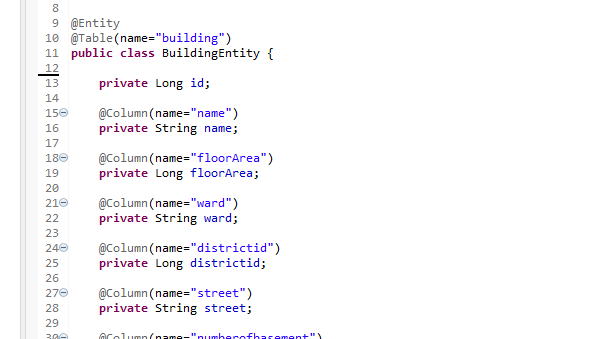 8
9 @Entity
10 @Table(name="building")
11 public class BuildingEntity {
12
13 private Long id;
14
15 @Column(name="name")
16 private String name;
17
18 @Column(name="floorArea")
19 private Long floorArea;
20
21 @Column(name="ward")
22 private String ward;
23
24 @Column(name="districtid")
25 private Long districtid;
26
27 @Column(name="street")
28 private String street;
29
30 @Column(name="numberofbasement")